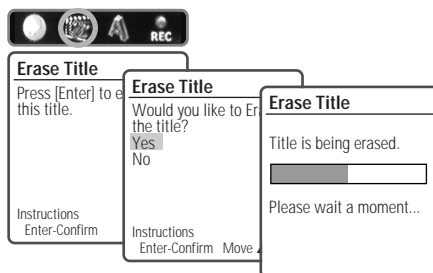 REC
Erase Title
Press [Enter] to e
this title.
Instructions
Enter-Confirm
Erase Title
Would you like to Er
the title?
Yes
No
Instructions
Enter-Confirm Move
Erase Title
Title is being erased.
Please wait a moment...